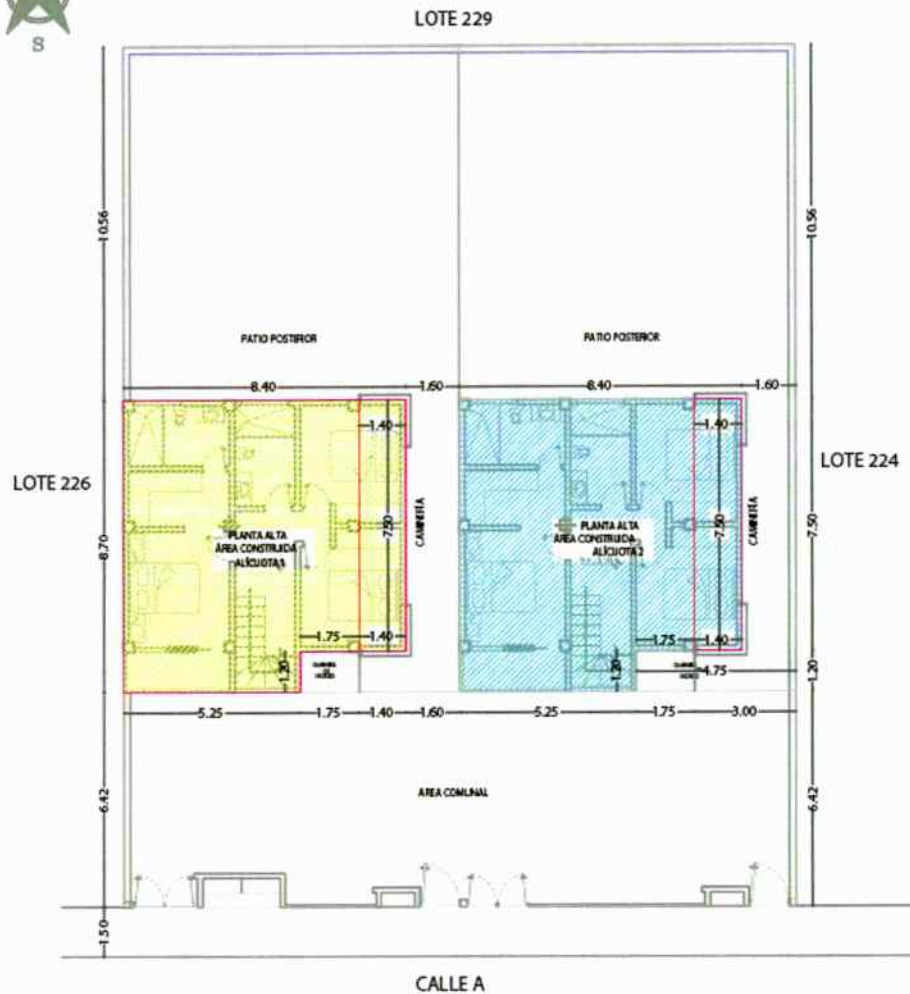 S
LOTE 229
10.56
10.56
PATIO POSTERIOR
PATIO POSTERIOR
8.40
1.60
8.40
1.60
1.40
1.40
LOTE 226
LOTE 224
8.70
7.50
CAMINERÍA
7.50
CAMINERÍA
7.50
PLANTA ALTA
ÁREA CONSTRUIDA
ALÍCUOTA 1
PLANTA ALTA
ÁREA CONSTRUIDA
ALÍCUOTA 2
1.75
1.40
1.75
1.40
1.20
1.20
4.75
1.20
5.25
1.75
1.40
1.60
5.25
1.75
3.00
6.42
AREA COMUNAL
6.42
1.50
CALLE A